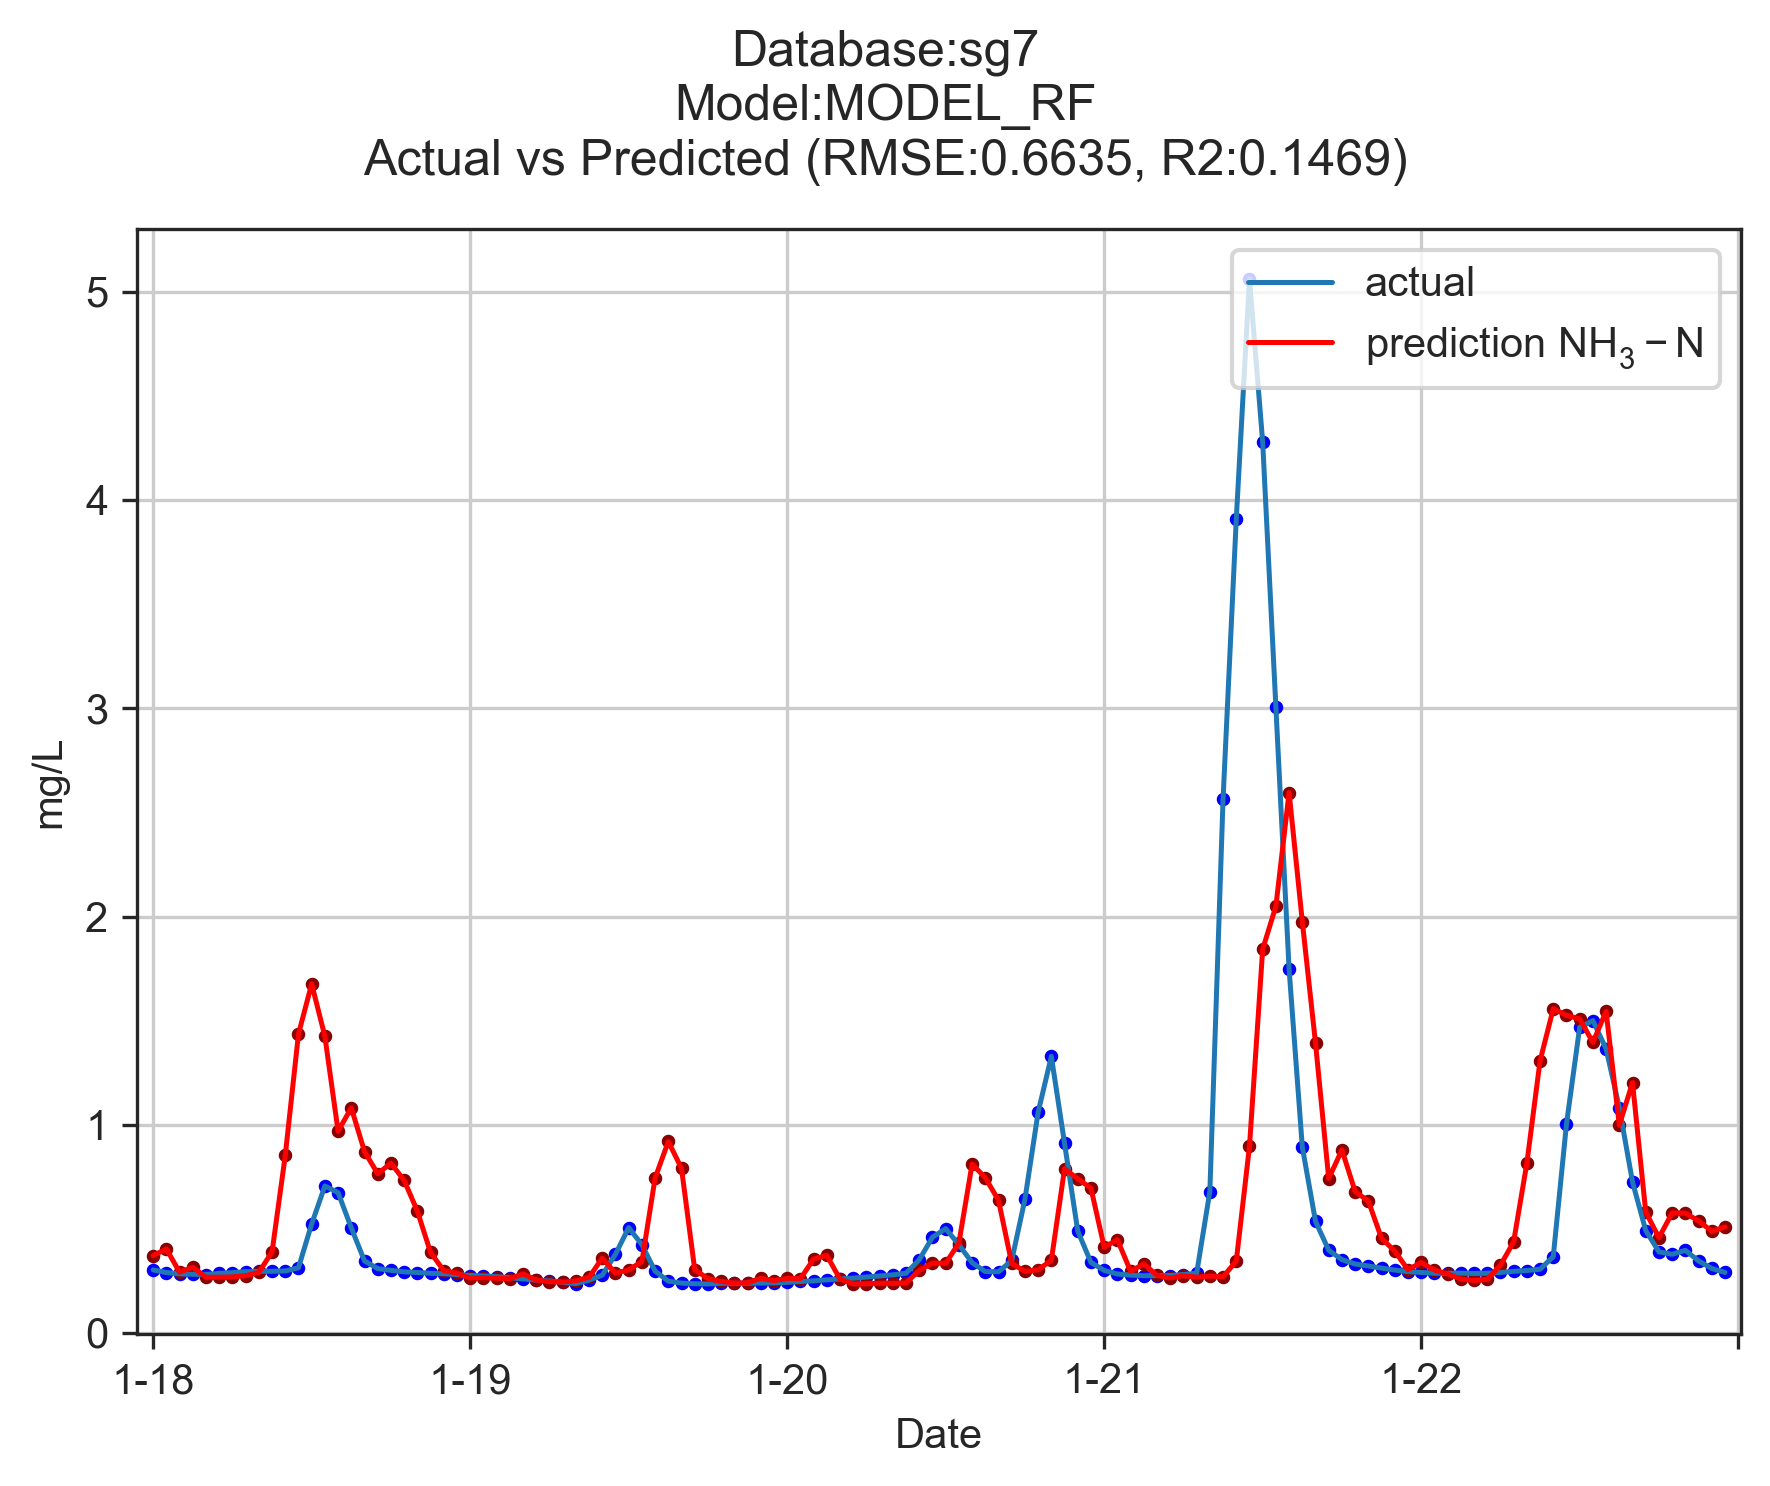 Database:sg7
Model:MODEL_RF
Actual vs Predicted (RMSE:0.6635, R2:0.1469)
actual
prediction NH₃ − N
5
4
3
2
1
0
mg/L
1-18 1-19 1-20 1-21 1-22
Date